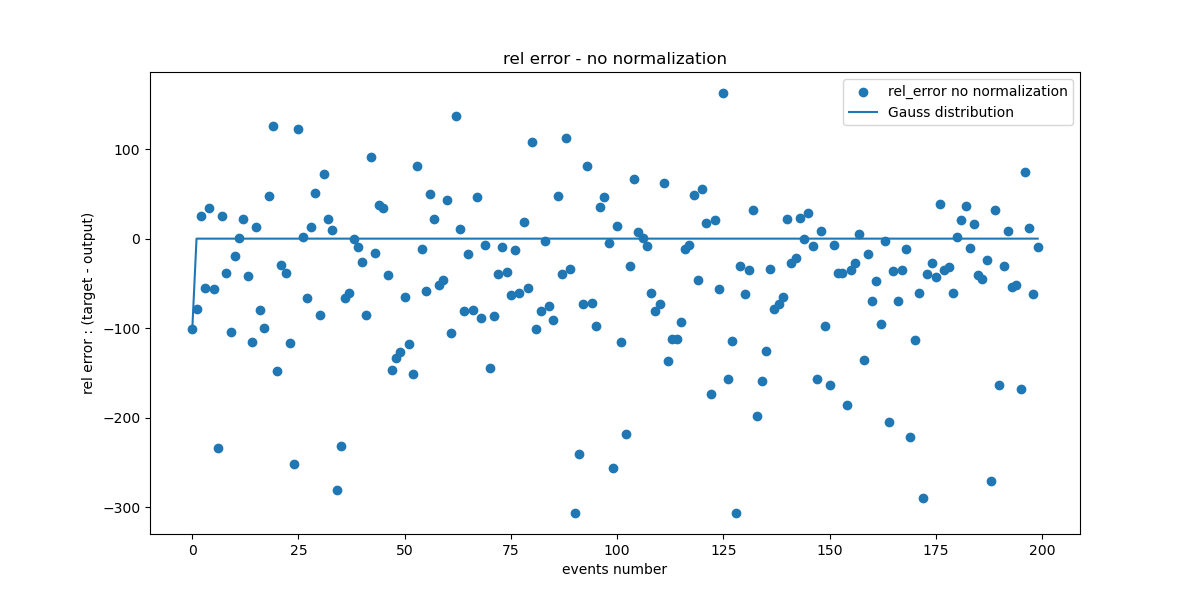 rel error - no normalization
rel_error no normalization
Gauss distribution
rel error : (target - output)
100
0
−100
−200
−300
0 25 50 75 100 125 150 175 200
events number